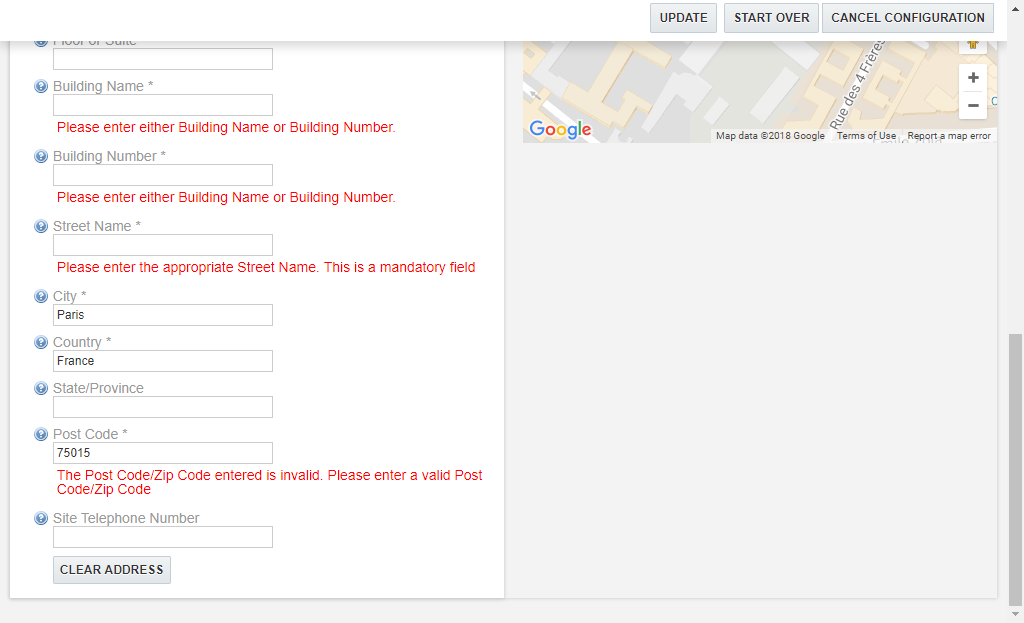 UPDATE START OVER CANCEL CONFIGURATION
Floor or Suite
Building Name *
Please enter either Building Name or Building Number.
Building Number *
Please enter either Building Name or Building Number.
Street Name *
Please enter the appropriate Street Name. This is a mandatory field
City *
Paris
Country *
France
State/Province
Post Code *
75015
The Post Code/Zip Code entered is invalid. Please enter a valid Post
Code/Zip Code
Site Telephone Number
CLEAR ADDRESS
Rue des 4 Frères
+
−
Google
Map data ©2018 Google Terms of Use Report a map error